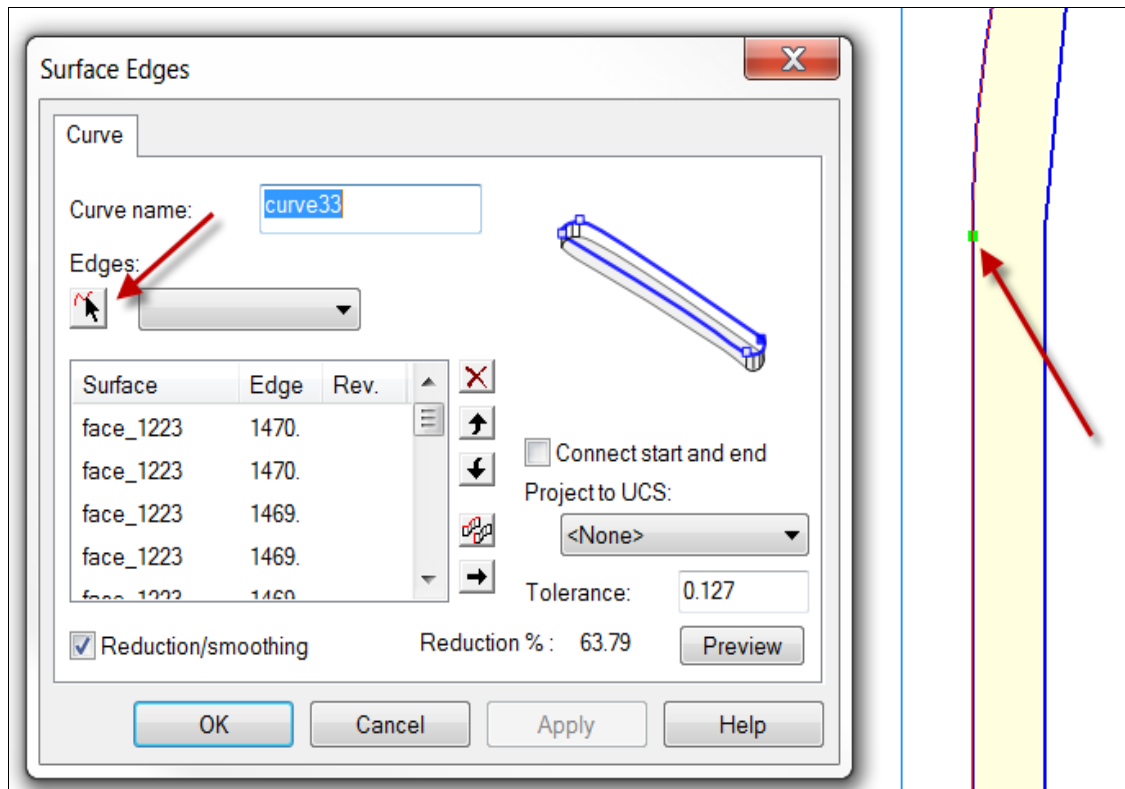 Surface Edges
Curve
Curve name:
curve33
Edges:
Surface Edge Rev.
face_1223 1470.
face_1223 1470.
face_1223 1469.
face_1223 1469.
face_1223 1469
Connect start and end
Project to UCS:
<None>
Tolerance: 0.127
Reduction/smoothing
Reduction % : 63.79
Preview
OK
Cancel
Apply
Help